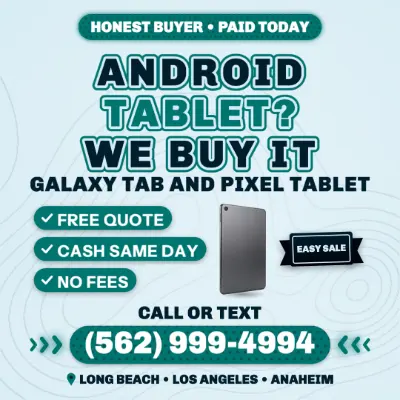 HONEST BUYER • PAID TODAY
ANDROID
TABLET?
WE BUY IT
GALAXY TAB AND PIXEL TABLET
FREE QUOTE
CASH SAME DAY
NO FEES
EASY SALE
CALL OR TEXT
(562) 999-4994
LONG BEACH • LOS ANGELES • ANAHEIM